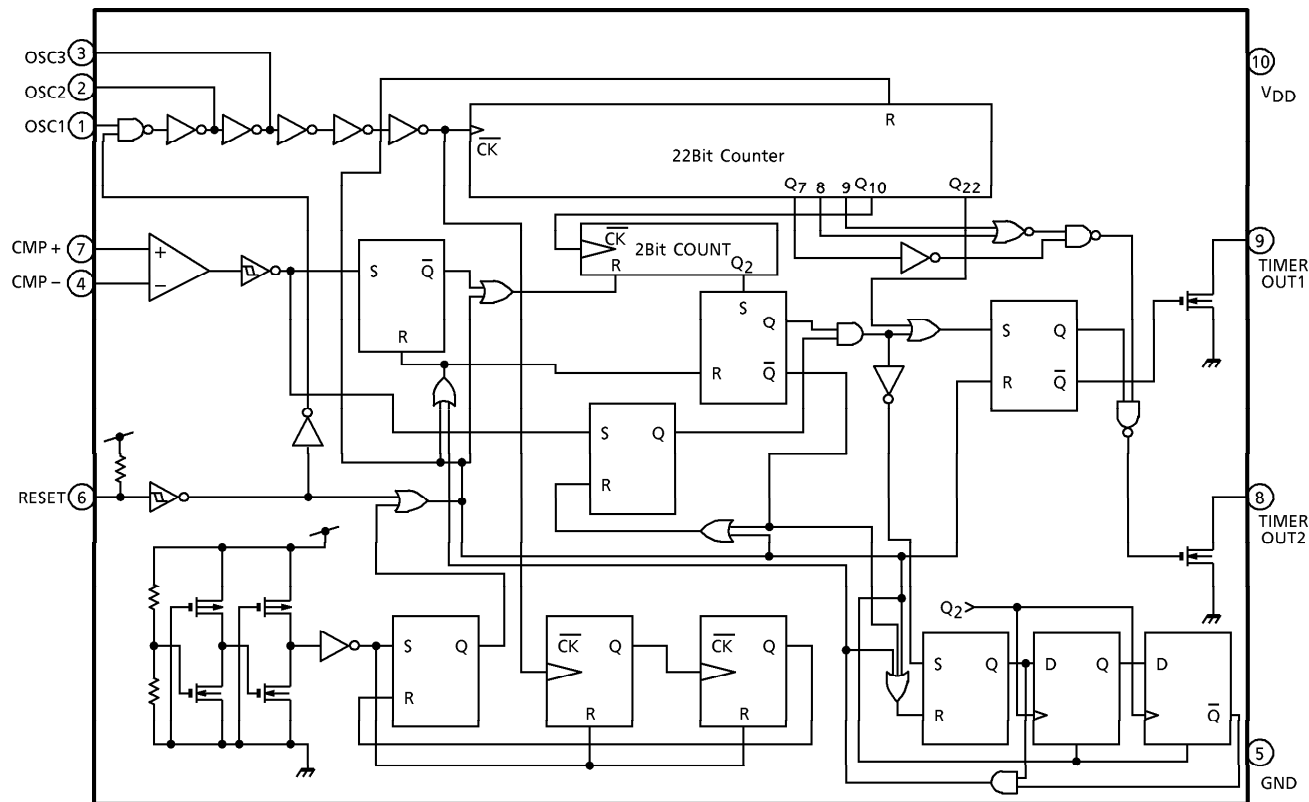 OSC3 3
OSC2 2
OSC1 1
10
VDD
R
CK
22Bit Counter
Q7 8 9 Q10 Q22
CK
2Bit COUNT
R Q2
CMP + 7
CMP − 4
+
−
S Q̅
R
S
Q
R Q̅
S Q
R
S Q
R Q̅
9
TIMER
OUT1
RESET 6
8
TIMER
OUT2
S Q
R
CK Q
R
CK Q
R
Q2
S Q
R
D Q
D
Q̅
5
GND